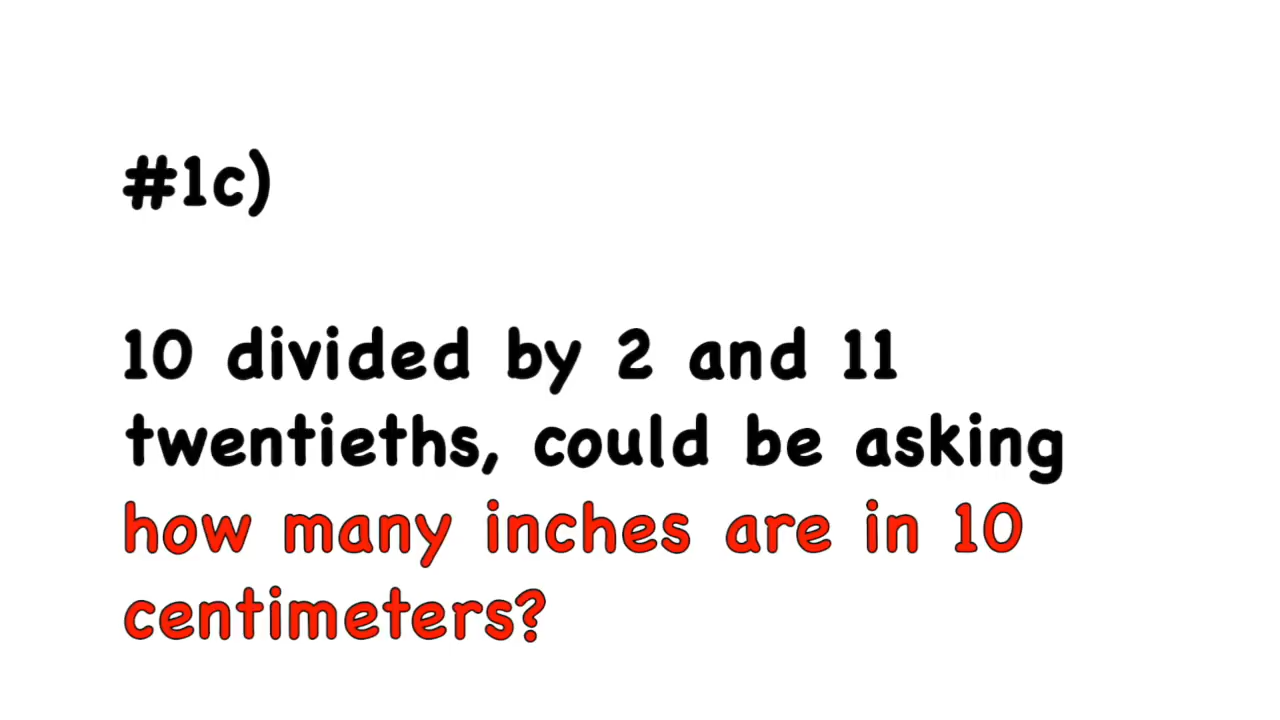 #1c)
10 divided by 2 and 11
twentieths, could be asking
how many inches are in 10
centimeters?